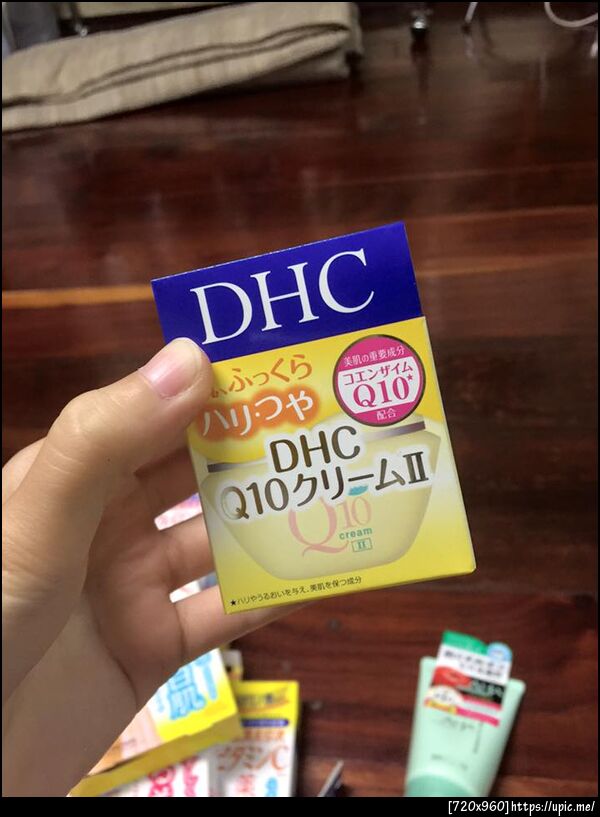 DHC
ふっくら
ハリ・つや
美肌の重要成分
コエンザイム
Q10★
配合
DHC
Q10クリームⅡ
Q10
cream
Ⅱ
★ハリやうるおいを与え、美肌を保つ成分
肌
ビタミンC
[720x960]https://upic.me/